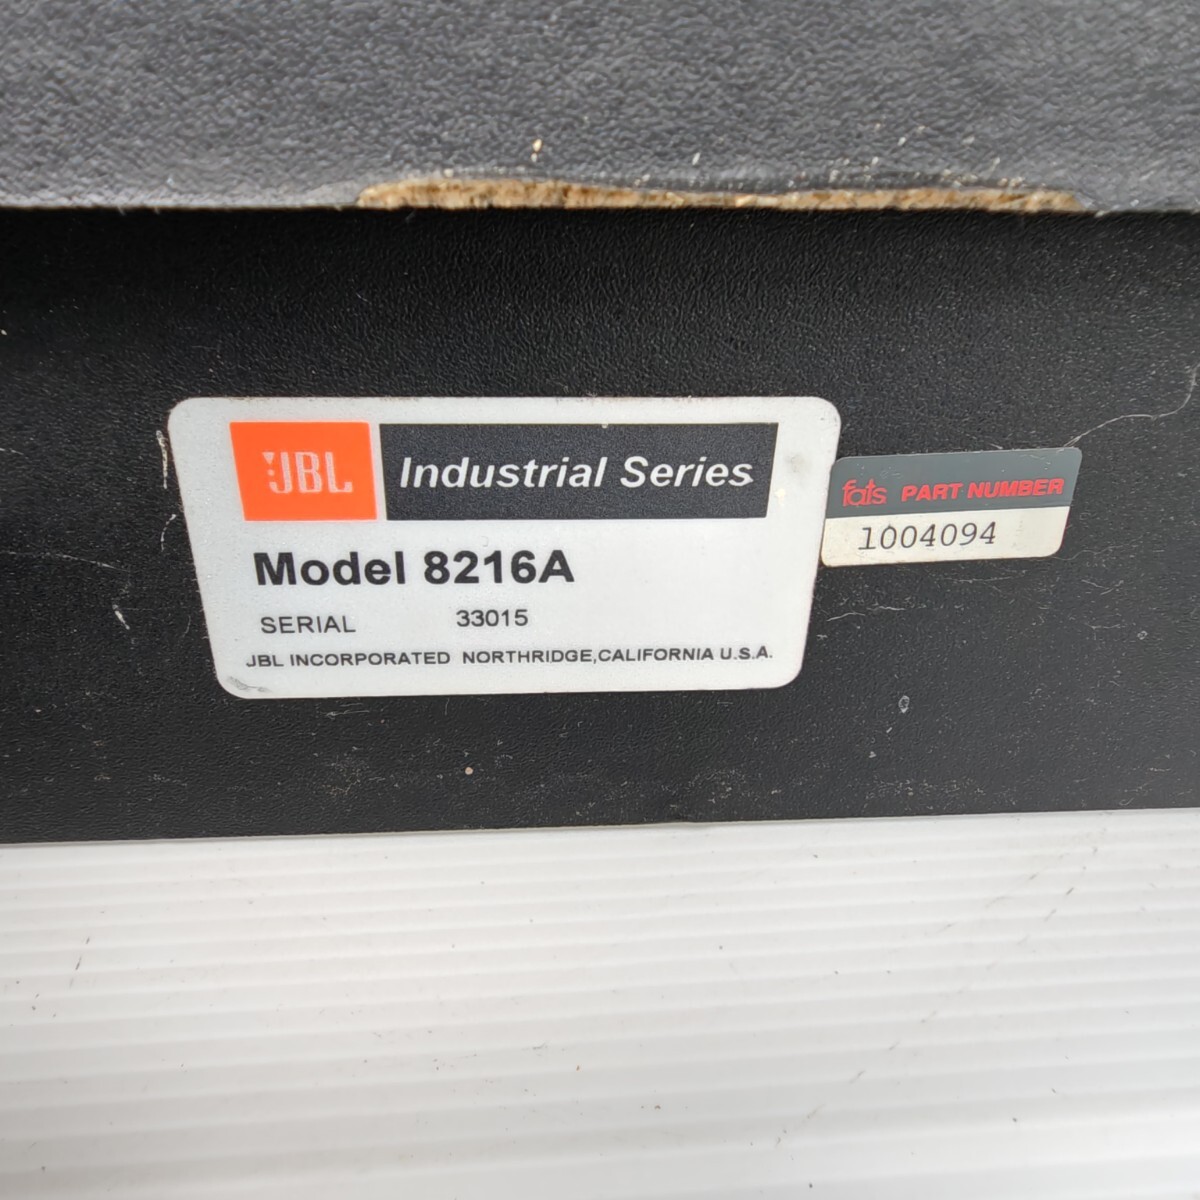 JBL Industrial Series
Model 8216A
SERIAL 33015
JBL INCORPORATED NORTHRIDGE,CALIFORNIA U.S.A.
fats PART NUMBER
1004094